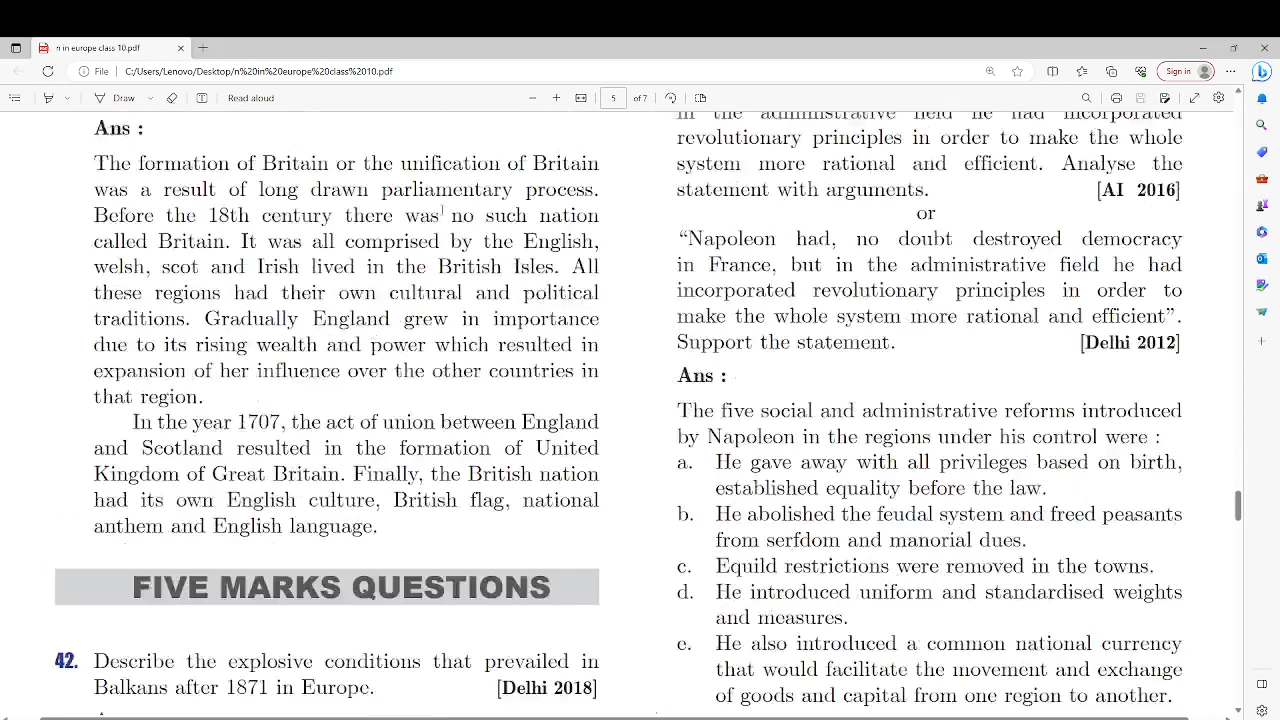 n in europe class 10.pdf
File
C:/Users/Lenovo/Desktop/n%20in%20europe%20class%2010.pdf
Sign in
Draw
Read aloud
5
of 7
Ans :
The formation of Britain or the unification of Britain
was a result of long drawn parliamentary process.
Before the 18th century there was no such nation
called Britain. It was all comprised by the English,
welsh, scot and Irish lived in the British Isles. All
these regions had their own cultural and political
traditions. Gradually England grew in importance
due to its rising wealth and power which resulted in
expansion of her influence over the other countries in
that region.
In the year 1707, the act of union between England
and Scotland resulted in the formation of United
Kingdom of Great Britain. Finally, the British nation
had its own English culture, British flag, national
anthem and English language.
FIVE MARKS QUESTIONS
42. Describe the explosive conditions that prevailed in
Balkans after 1871 in Europe. [Delhi 2018]
in the administrative field he had incorporated
revolutionary principles in order to make the whole
system more rational and efficient. Analyse the
statement with arguments. [AI 2016]
or
“Napoleon had, no doubt destroyed democracy
in France, but in the administrative field he had
incorporated revolutionary principles in order to
make the whole system more rational and efficient”.
Support the statement. [Delhi 2012]
Ans :
The five social and administrative reforms introduced
by Napoleon in the regions under his control were :
a. He gave away with all privileges based on birth,
established equality before the law.
b. He abolished the feudal system and freed peasants
from serfdom and manorial dues.
c. Equild restrictions were removed in the towns.
d. He introduced uniform and standardised weights
and measures.
e. He also introduced a common national currency
that would facilitate the movement and exchange
of goods and capital from one region to another.